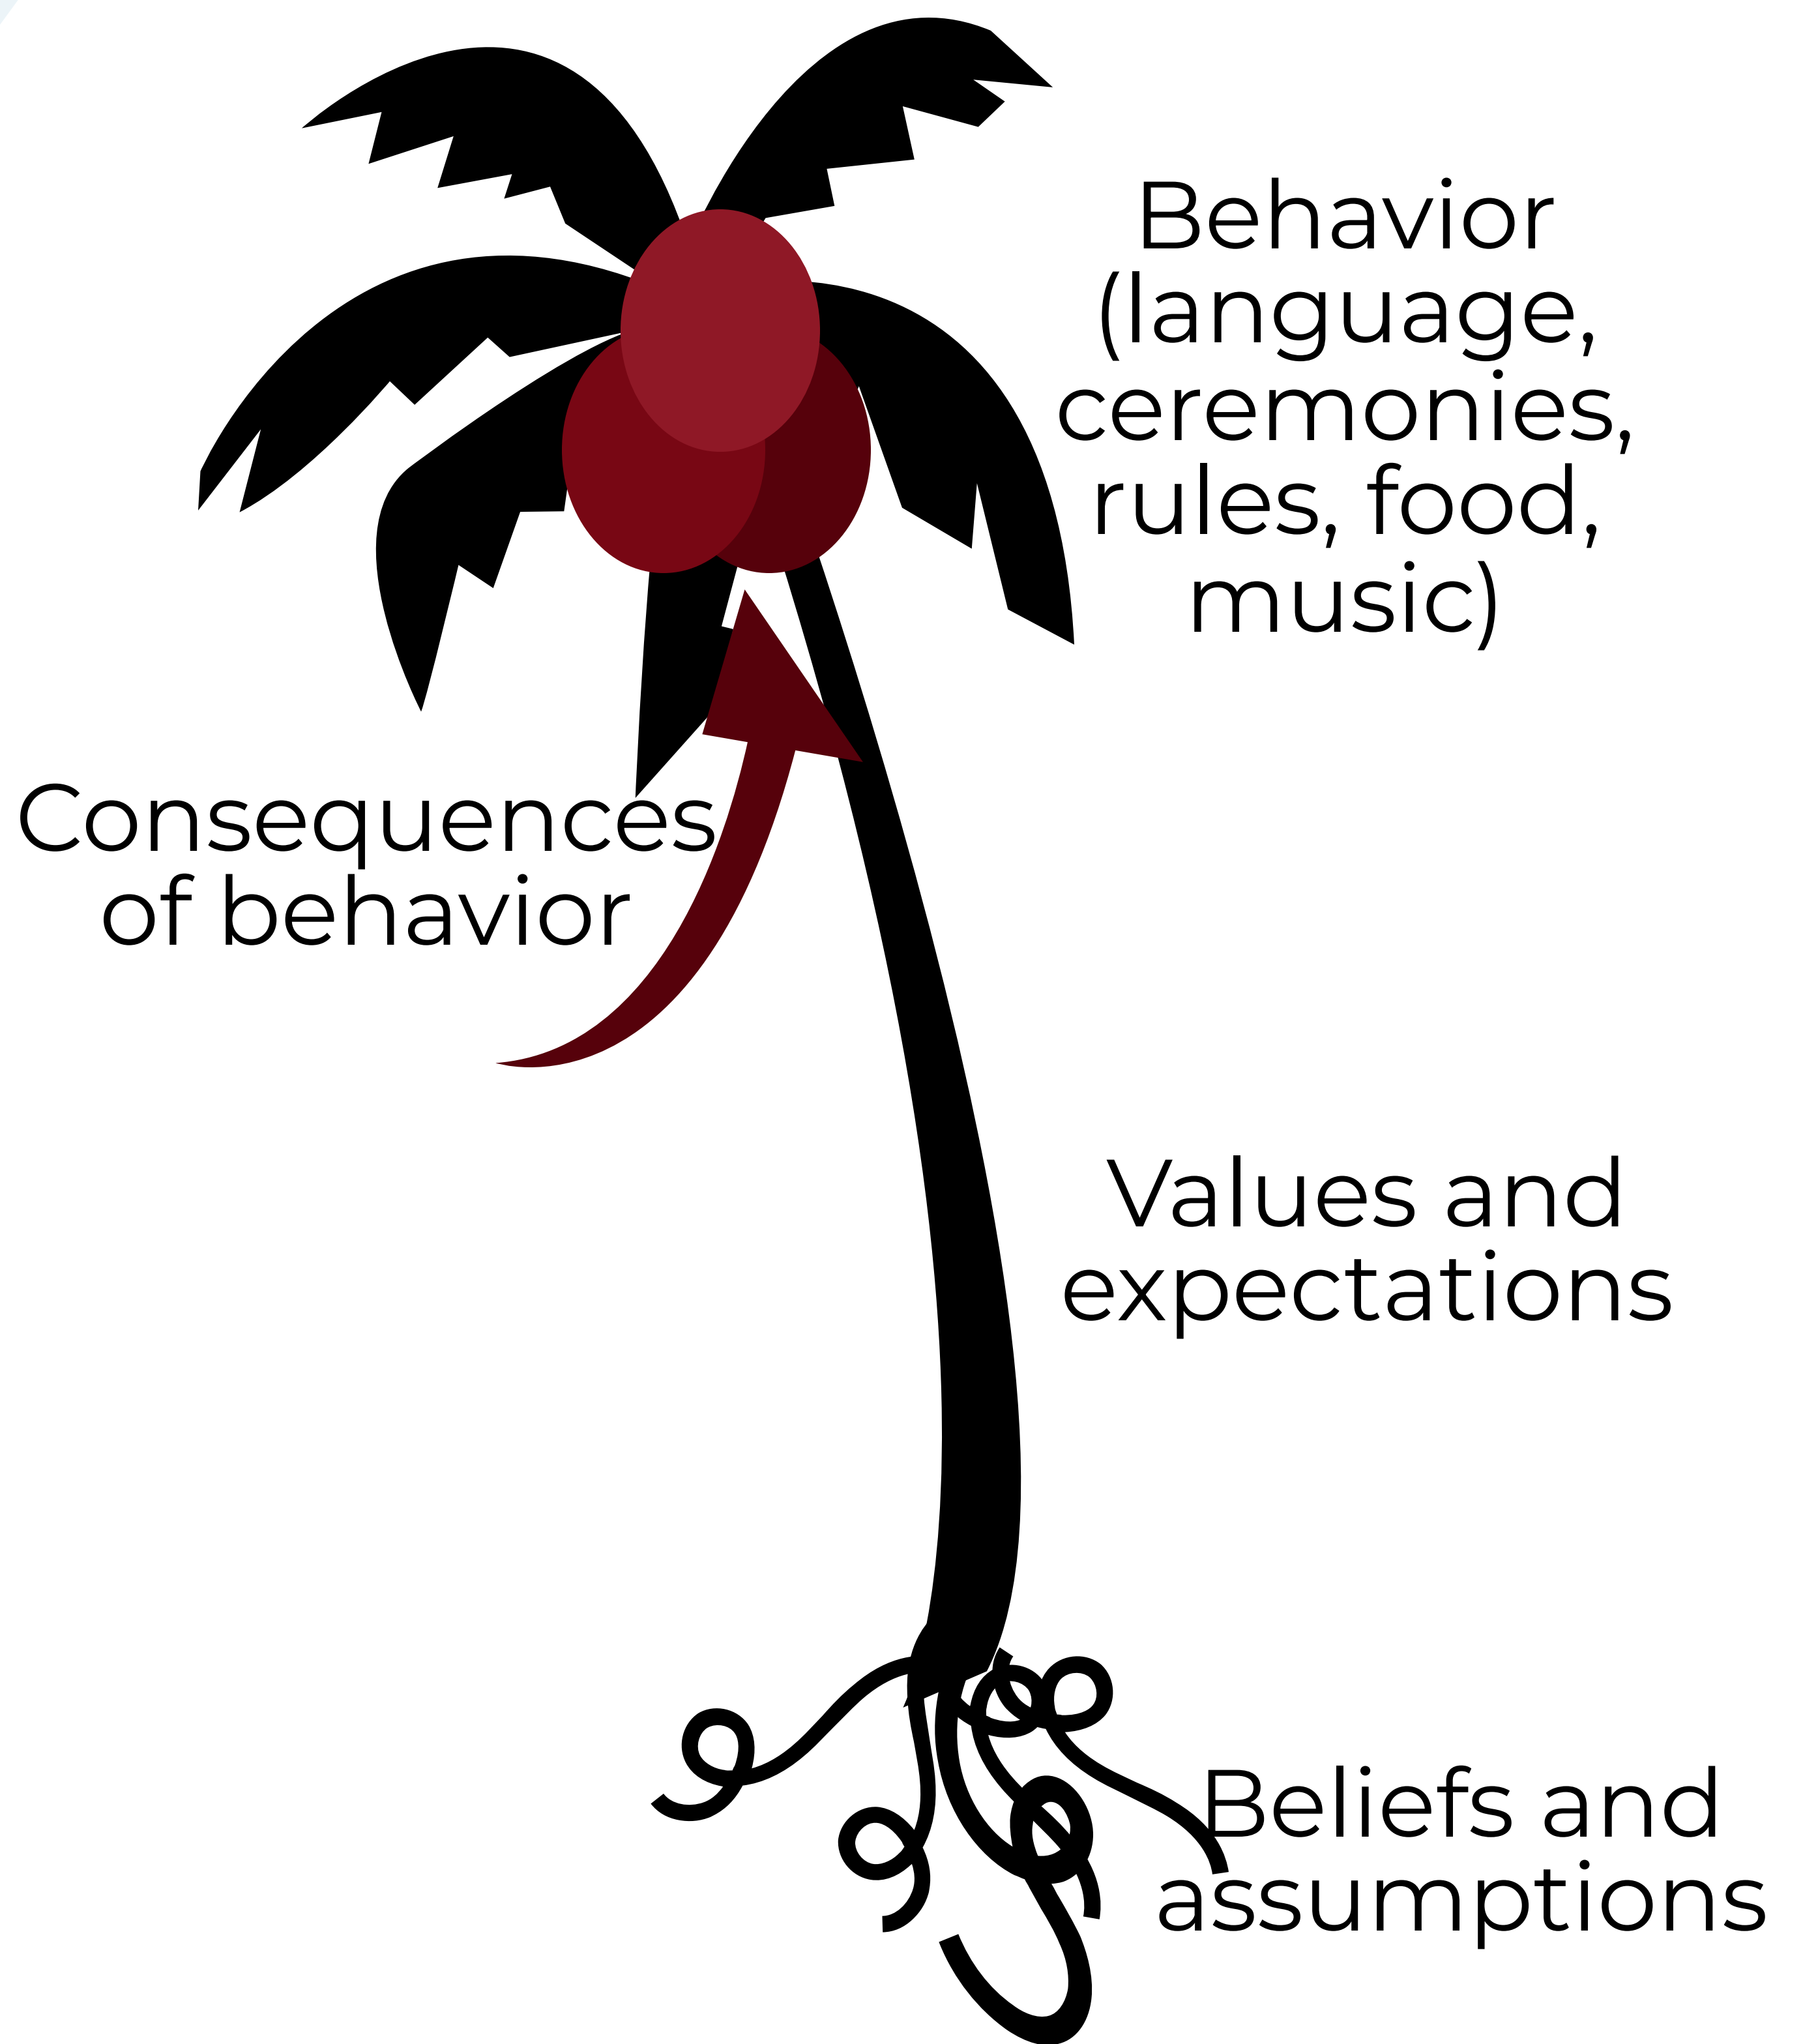 Behavior
(language,
ceremonies,
rules, food,
music)
Consequences
of behavior
Values and
expectations
Beliefs and
assumptions